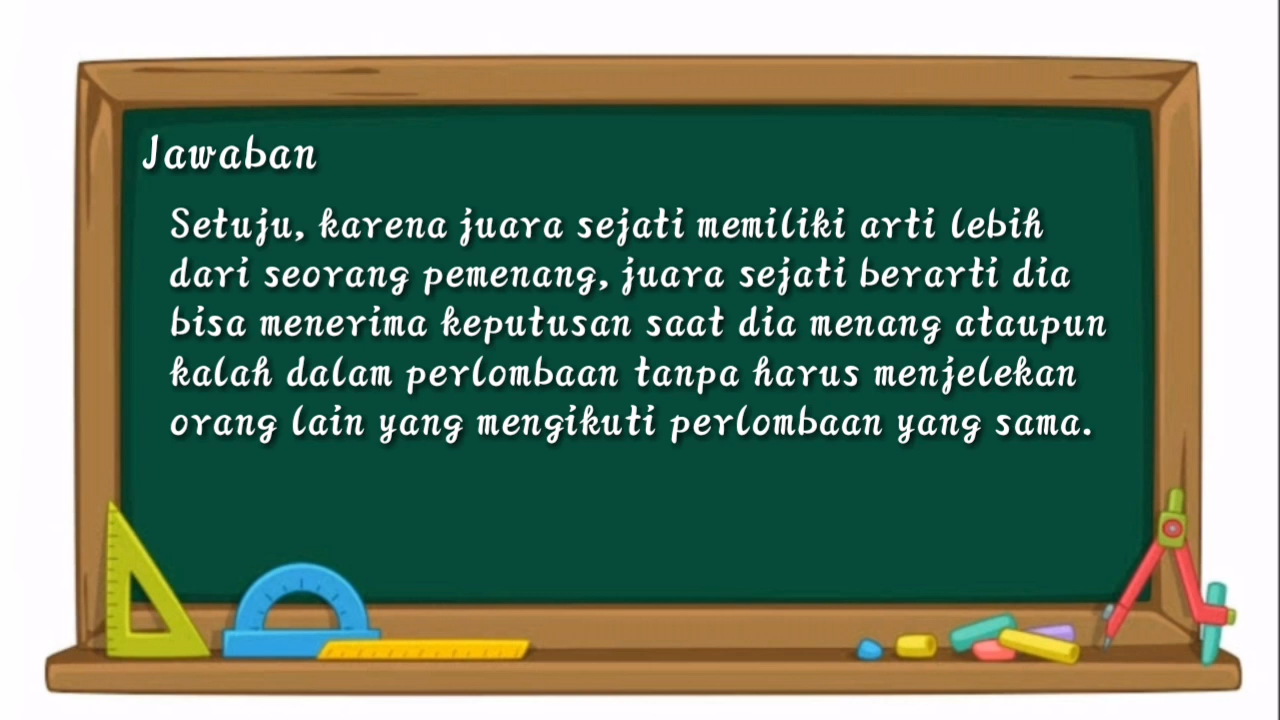 Jawaban
Setuju, karena juara sejati memiliki arti lebih
dari seorang pemenang, juara sejati berarti dia
bisa menerima keputusan saat dia menang ataupun
kalah dalam perlombaan tanpa harus menjelekan
orang lain yang mengikuti perlombaan yang sama.